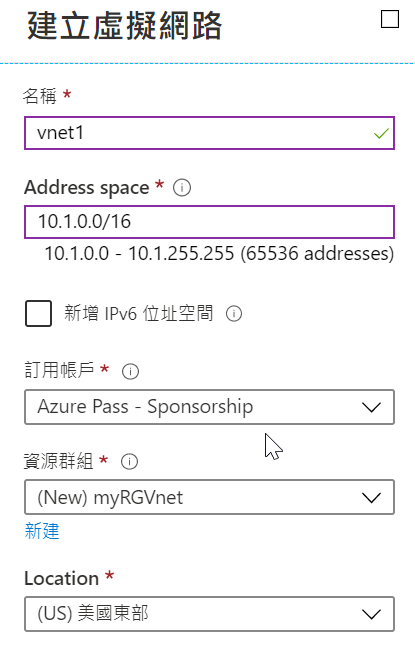 建立虛擬網路
名稱 *
vnet1
Address space *
10.1.0.0/16
10.1.0.0 - 10.1.255.255 (65536 addresses)
新增 IPv6 位址空間
訂用帳戶 *
Azure Pass - Sponsorship
資源群組 *
(New) myRGVnet
新建
Location *
(US) 美國東部